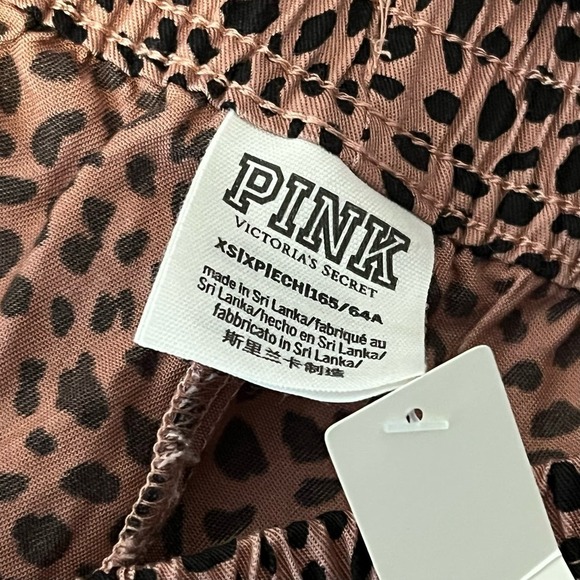 PINK
VICTORIA'S SECRET
XS|XP|ECH|165/64A
made in Sri Lanka/fabriqué au
Sri Lanka/hecho en Sri Lanka/
fabbricato in Sri Lanka/
斯里兰卡制造